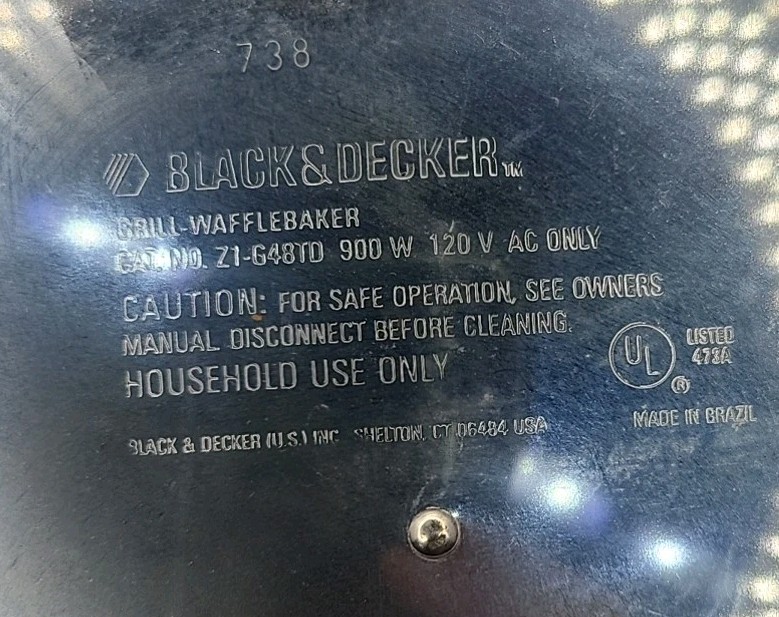 738
BLACK&DECKER™
GRILL-WAFFLEBAKER
CAT. NO. Z1-G48TD 900 W 120 V AC ONLY
CAUTION: FOR SAFE OPERATION, SEE OWNERS
MANUAL DISCONNECT BEFORE CLEANING.
HOUSEHOLD USE ONLY
UL ® LISTED
478A
BLACK & DECKER (U.S.) INC SHELTON, CT 06484 USA
MADE IN BRAZIL